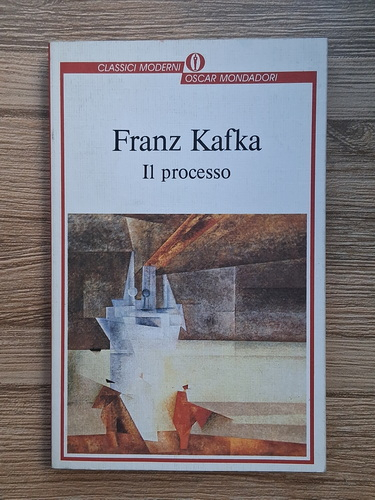 CLASSICI MODERNI
OSCAR MONDADORI
Franz Kafka
Il processo